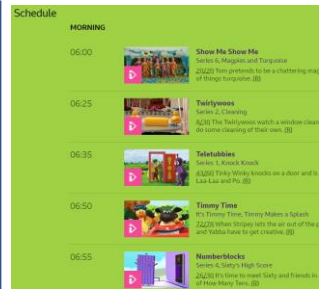 Schedule
MORNING
06:00
Show Me Show Me
Series 6, Magpies and Turquoise
20/20 Tom pretends to be a chattering mag
of things turquoise. (R)
06:25
Twirlywoos
Series 2, Cleaning
8/30 The Twirlywoos watch a window clean
do some cleaning of their own. (R)
06:35
Teletubbies
Series 1, Knock Knock
43/60 Tinky Winky knocks on a door and is
Laa-Laa and Po. (R)
06:50
Timmy Time
It's Timmy Time, Timmy Makes a Splash
22/78 When Stripey lets the air out of the p
and Yabba have to get creative. (R)
06:55
Numberblocks
Series 4, Sixty's High Score
26/30 It's time to meet Sixty and friends in
of How Many Tens. (R)